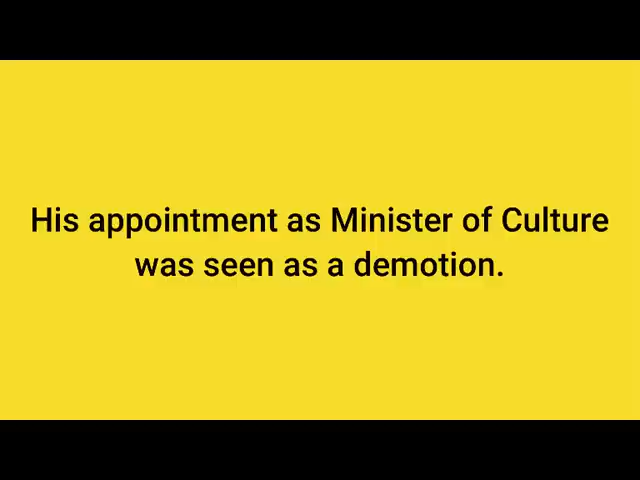 His appointment as Minister of Culture
was seen as a demotion.